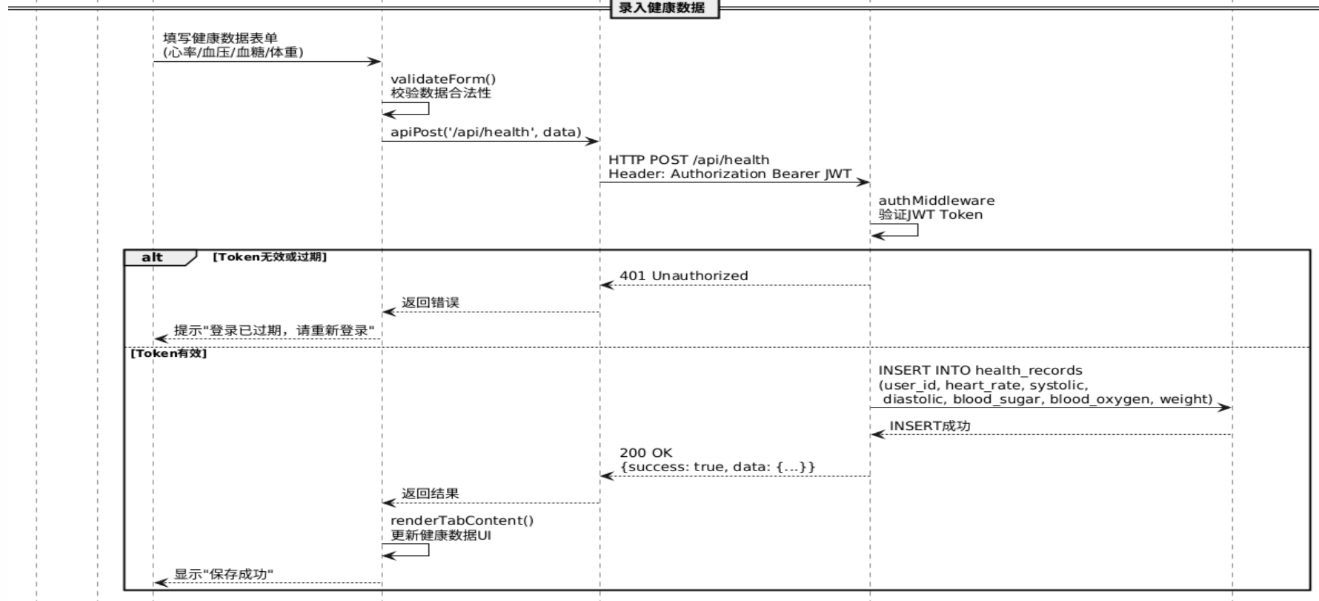 录入健康数据
填写健康数据表单
(心率/血压/血糖/体重)
validateForm()
校验数据合法性
apiPost('/api/health', data)
HTTP POST /api/health
Header: Authorization Bearer JWT
authMiddleware
验证JWT Token
alt
[Token无效或过期]
401 Unauthorized
返回错误
提示"登录已过期，请重新登录"
[Token有效]
INSERT INTO health_records
(user_id, heart_rate, systolic,
diastolic, blood_sugar, blood_oxygen, weight)
INSERT成功
200 OK
{success: true, data: {...}}
返回结果
renderTabContent()
更新健康数据UI
显示"保存成功"